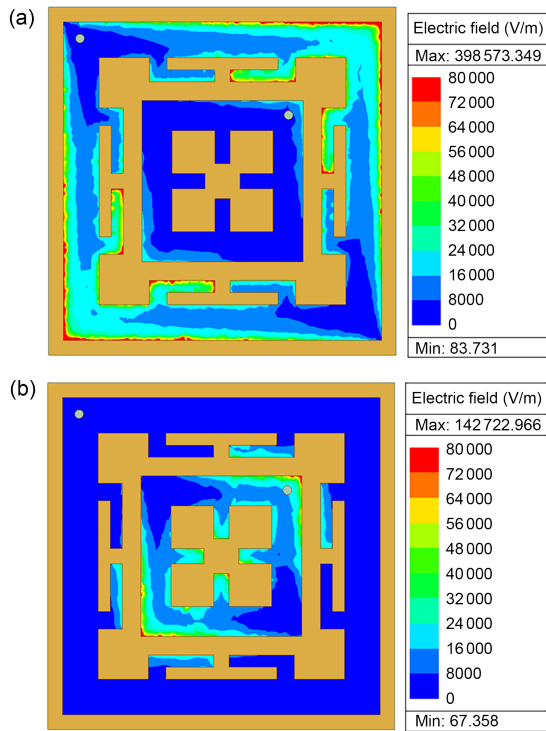 (a)
Electric field (V/m)
Max: 398 573.349
80 000
72 000
64 000
56 000
48 000
40 000
32 000
24 000
16 000
8000
0
Min: 83.731
(b)
Electric field (V/m)
Max: 142 722.966
80 000
72 000
64 000
56 000
48 000
40 000
32 000
24 000
16 000
8000
0
Min: 67.358